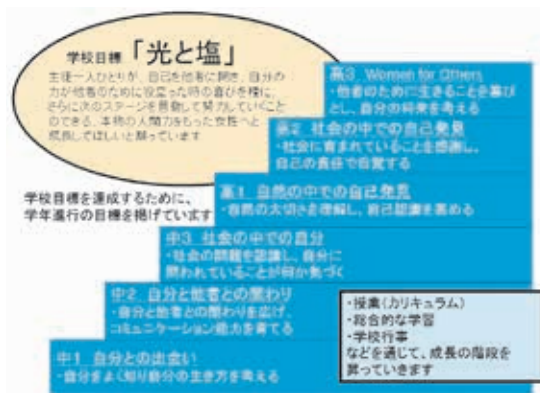 学校目標「光と塩」
生徒一人ひとりが、自己を他者に開き、自分の
力が他者のために役立った時の喜びを糧に、
さらに次のステージを目指して努力していくこと
のできる、本物の人間力をもった女性へと
成長してほしいと願っています
高3 Women for Others
・他者のために生きることを喜び
とし、自分の将来を考える
高2 社会の中での自己発見
・社会に育まれていることを感謝し、
自己の責任で自覚する
学校目標を達成するために、
学年進行の目標を掲げています
高1 自然の中での自己発見
・自然の大切さを理解し、自己認識を高める
中3 社会の中での自分
・社会の問題を認識し、自分に
問われていることが何か気づく
中2 自分と他者との関わり
・自分と他者との関わりを広げ、
コミュニケーション能力を育てる
中1 自分との出会い
・自分をよく知り自分の生き方を考える
・授業(カリキュラム)
・総合的な学習
・学校行事
などを通じて、成長の階段を
昇っていきます